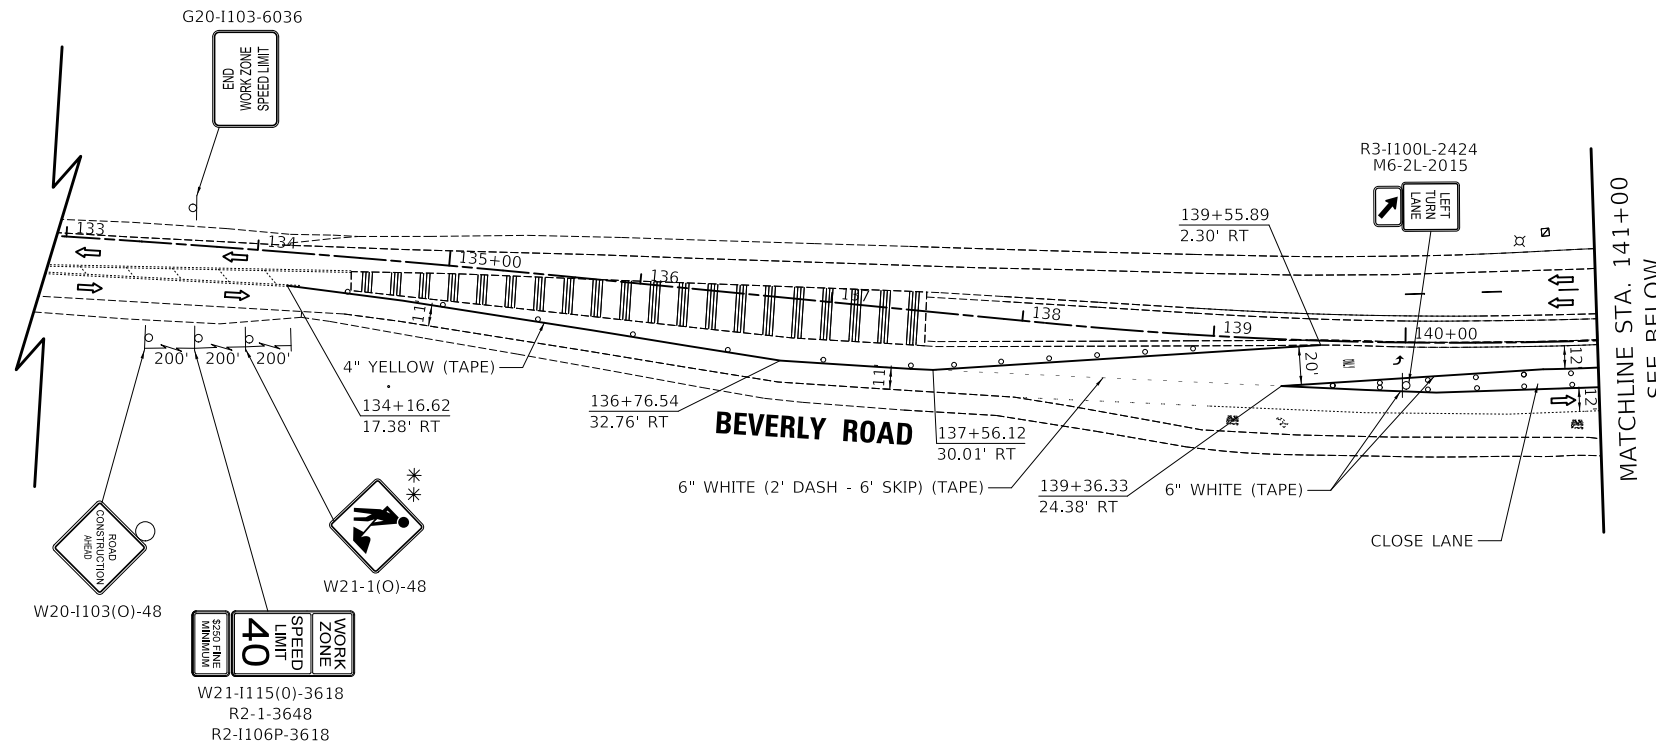 G20-I103-6036
END
WORK ZONE
SPEED LIMIT
R3-I100L-2424
M6-2L-2015
LEFT
TURN
LANE
139+55.89
2.30' RT
133
134
135+00
136
137
138
139
140+00
MATCHLINE STA. 141+00
SEE BELOW
11'
11'
20'
12'
12'
200'
200'
200'
4" YELLOW (TAPE)
134+16.62
17.38' RT
136+76.54
32.76' RT
BEVERLY ROAD
137+56.12
30.01' RT
6" WHITE (2' DASH - 6' SKIP) (TAPE)
139+36.33
24.38' RT
6" WHITE (TAPE)
CLOSE LANE
ROAD
CONSTRUCTION
AHEAD
W20-I103(O)-48
**
W21-1(O)-48
WORK
ZONE
SPEED
LIMIT
40
$250 FINE
MINIMUM
W21-I115(0)-3618
R2-1-3648
R2-I106P-3618